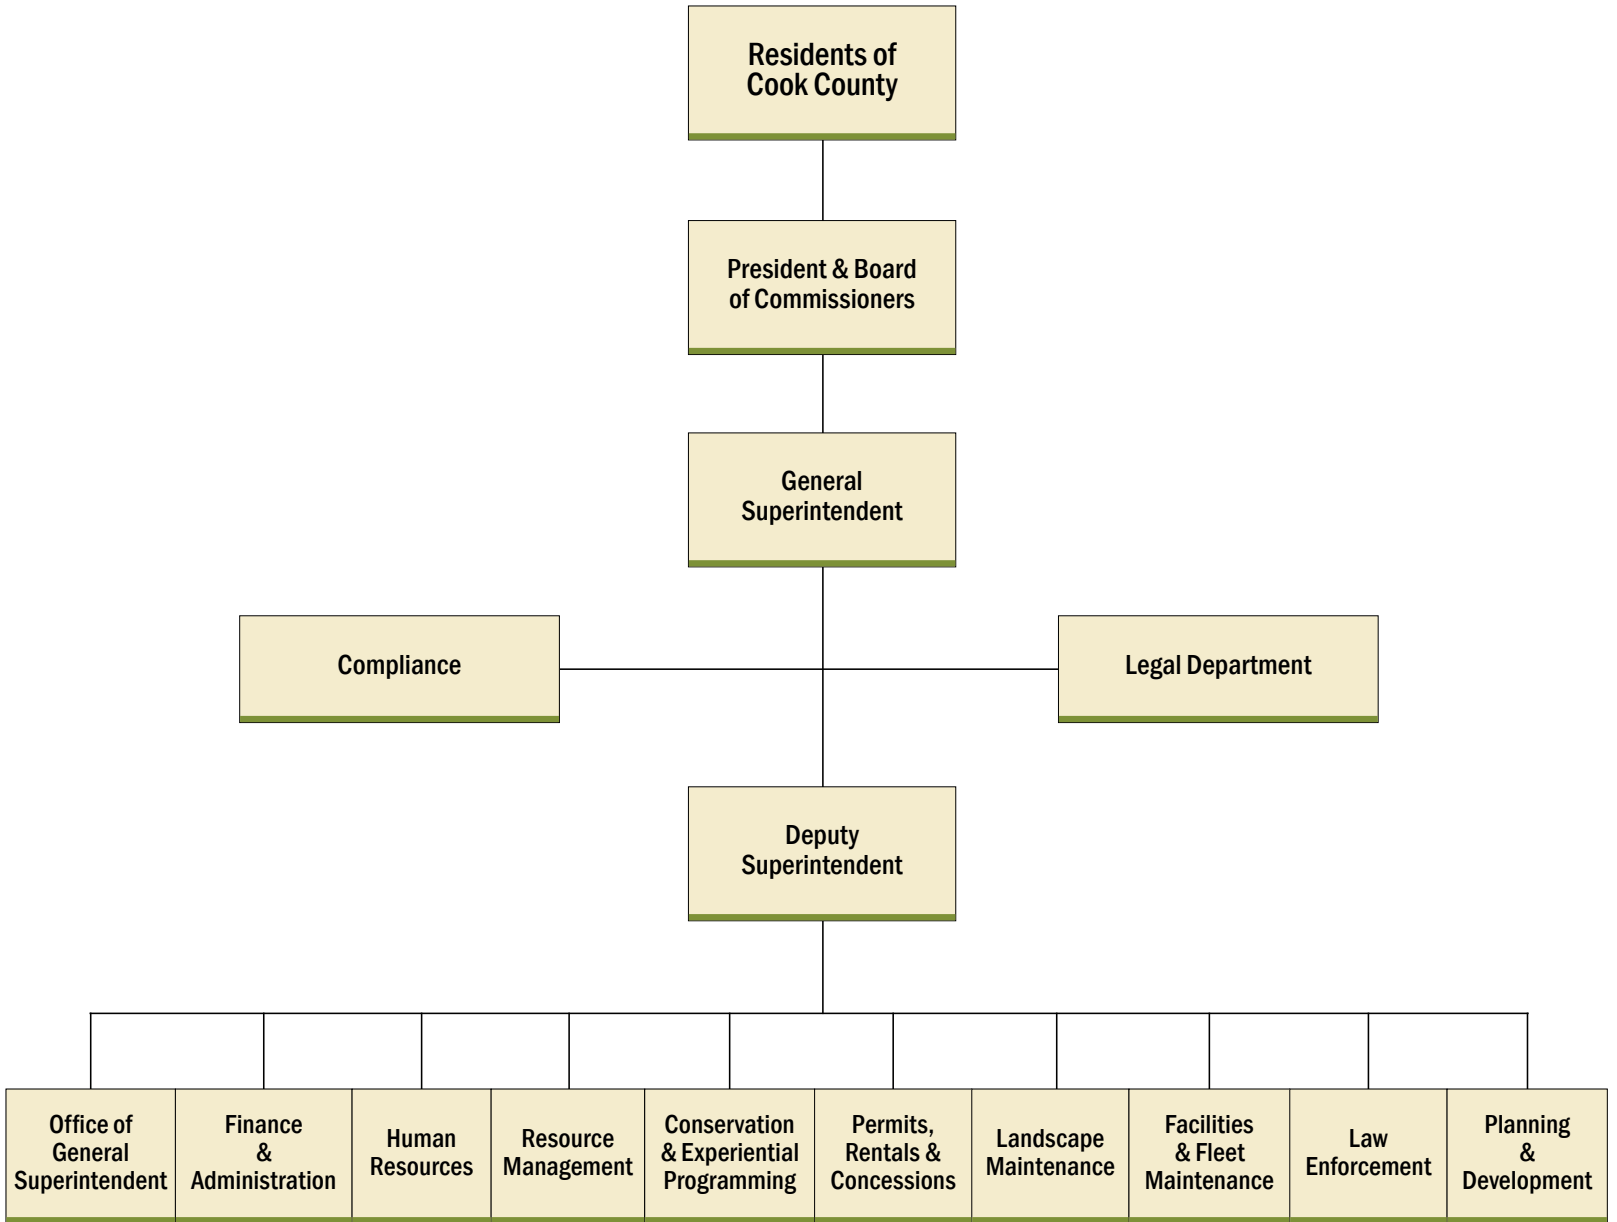 Residents of
Cook County
President & Board
of Commissioners
General
Superintendent
Compliance
Legal Department
Deputy
Superintendent
Office of
General
Superintendent
Finance
&
Administration
Human
Resources
Resource
Management
Conservation
& Experiential
Programming
Permits,
Rentals &
Concessions
Landscape
Maintenance
Facilities
& Fleet
Maintenance
Law
Enforcement
Planning
&
Development